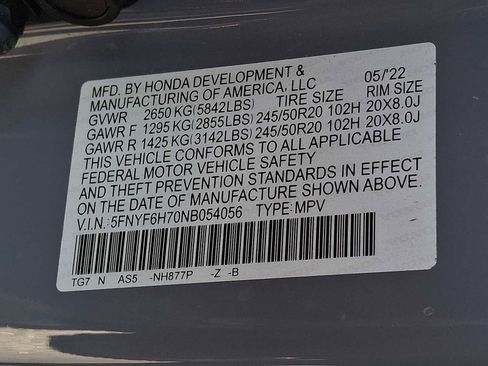 MFD. BY HONDA DEVELOPMENT & 05/'22
MANUFACTURING OF AMERICA, LLC RIM SIZE
GVWR 2650 KG(5842LBS) TIRE SIZE
GAWR F 1295 KG(2855LBS) 245/50R20 102H 20X8.0J
GAWR R 1425 KG(3142LBS) 245/50R20 102H 20X8.0J
THIS VEHICLE CONFORMS TO ALL APPLICABLE
FEDERAL MOTOR VEHICLE SAFETY
AND THEFT PREVENTION STANDARDS IN EFFECT
ON THE DATE OF MANUFACTURE SHOWN ABOVE.
V.I.N.:5FNYF6H70NB054056 TYPE:MPV
TG7 N AS5 -NH877P -Z -B